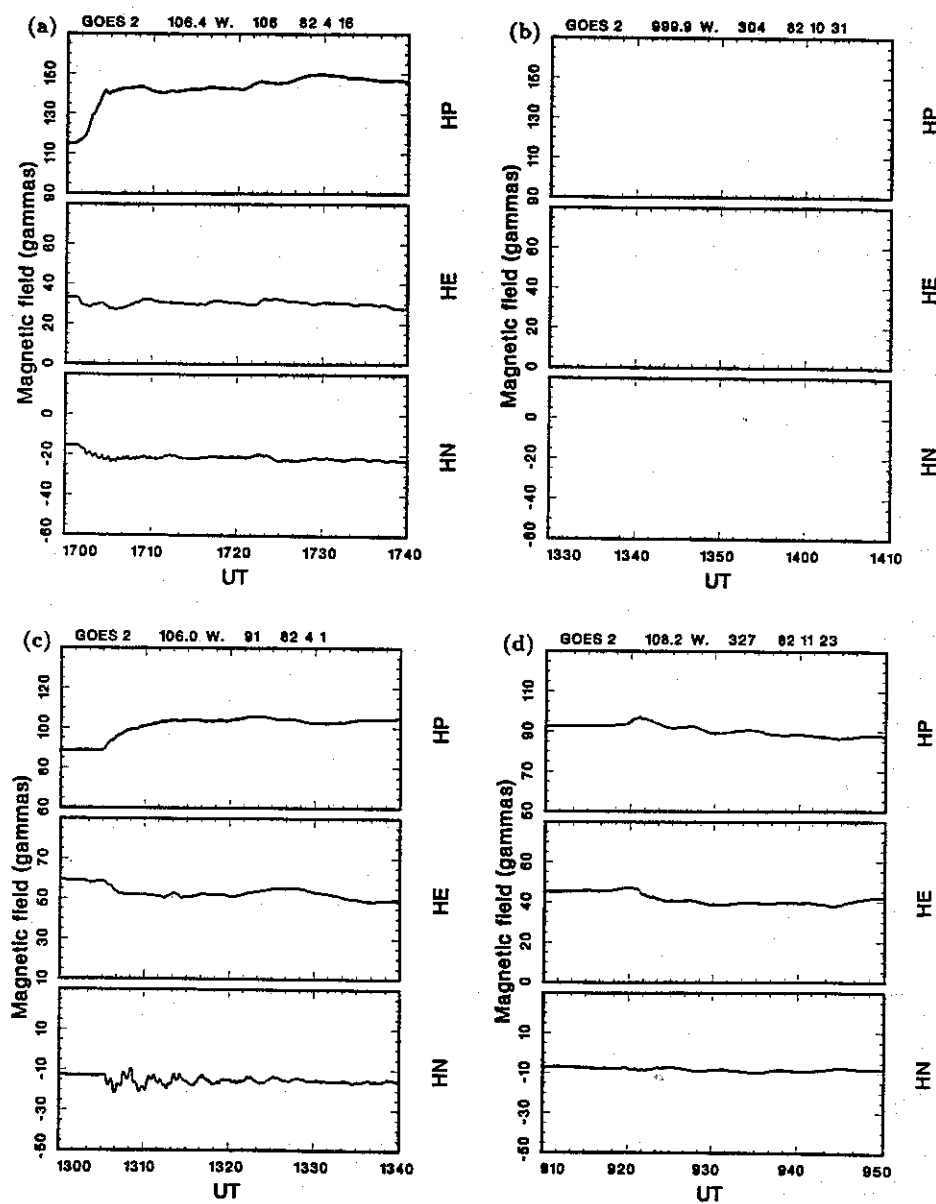 (a) GOES 2 106.4 W. 106 82 4 16
150
130
110
90
HP
80
60
40
20
0
HE
0
-20
-40
-60
HN
Magnetic field (gammas)
1700 1710 1720 1730 1740
UT
(b) GOES 2 999.9 W. 304 82 10 31
150
130
110
90
HP
80
60
40
20
0
HE
0
-20
-40
-60
HN
Magnetic field (gammas)
1330 1340 1350 1400 1410
UT
(c) GOES 2 106.0 W. 91 82 4 1
120
100
80
60
HP
70
50
30
10
HE
10
-10
-30
-50
HN
Magnetic field (gammas)
1300 1310 1320 1330 1340
UT
(d) GOES 2 108.2 W. 327 82 11 23
110
90
70
50
HP
80
60
40
20
0
HE
10
-10
-30
-50
HN
Magnetic field (gammas)
910 920 930 940 950
UT